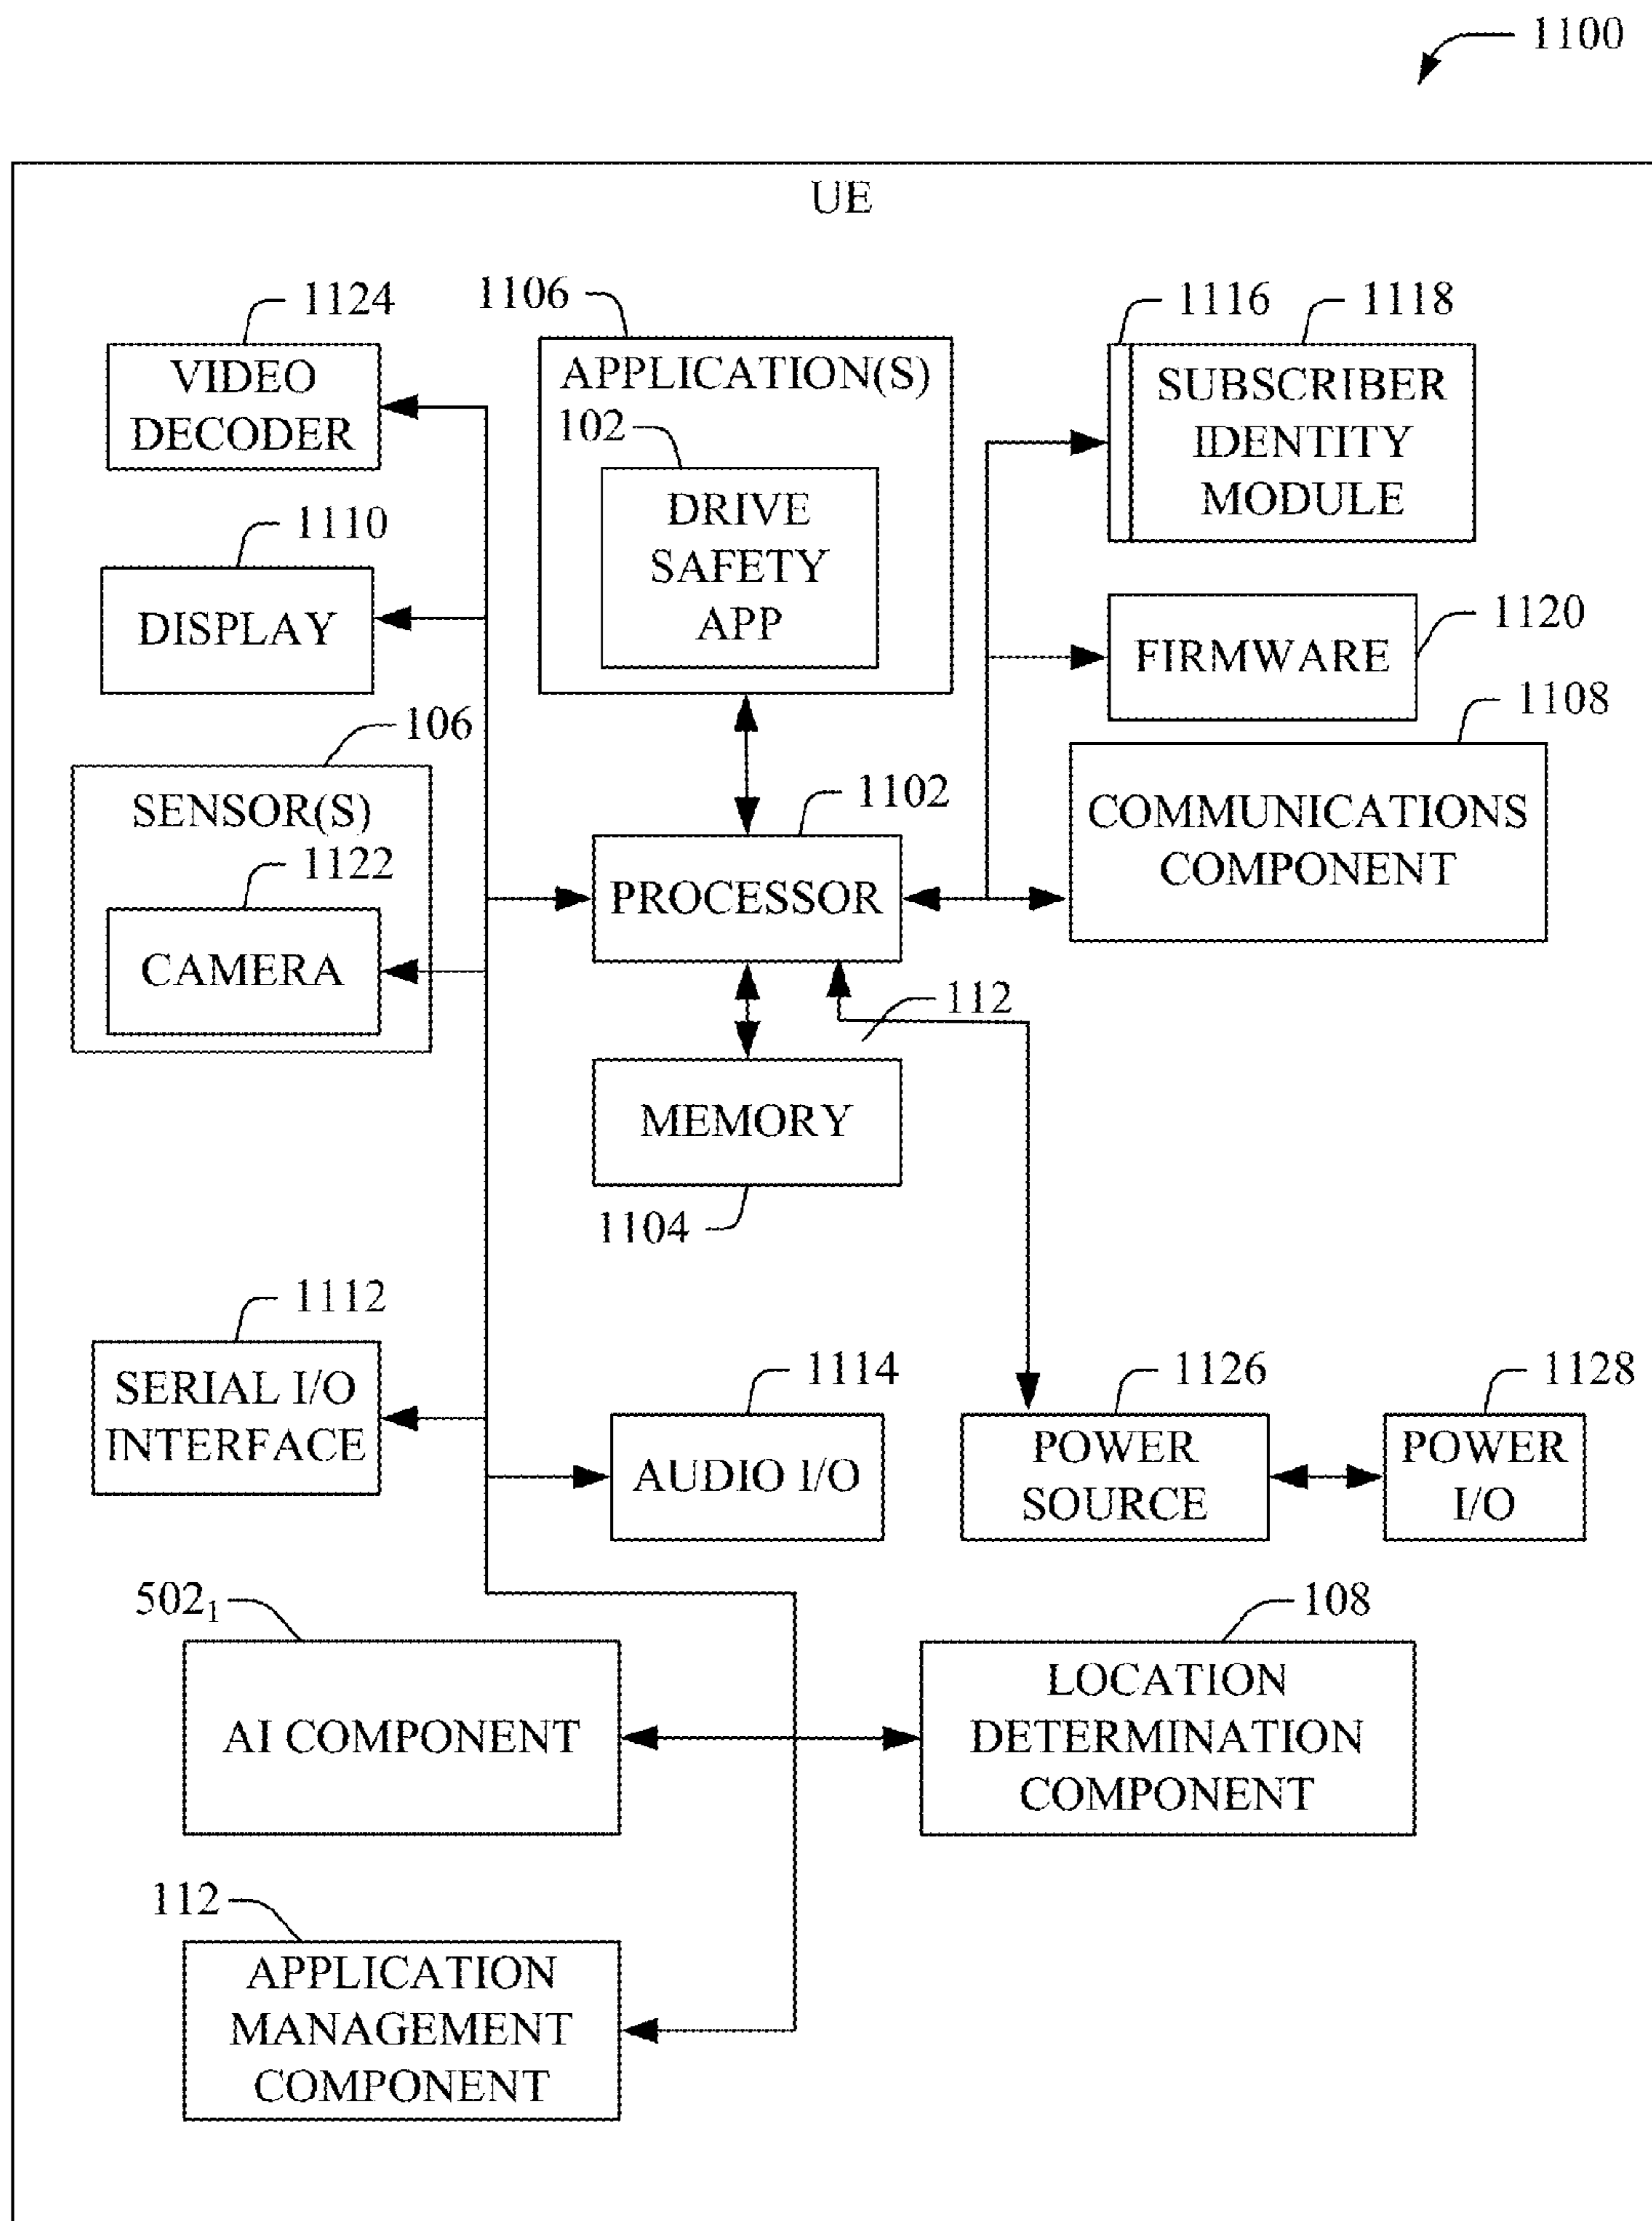 1100
UE
1124
VIDEO
DECODER
1106
APPLICATION(S)
102
DRIVE
SAFETY
APP
1116
1118
SUBSCRIBER
IDENTITY
MODULE
1110
DISPLAY
1120
FIRMWARE
106
SENSOR(S)
1122
CAMERA
1102
PROCESSOR
1108
COMMUNICATIONS
COMPONENT
112
MEMORY
1104
1112
SERIAL I/O
INTERFACE
1114
AUDIO I/O
1126
POWER
SOURCE
1128
POWER
I/O
502₁
AI COMPONENT
108
LOCATION
DETERMINATION
COMPONENT
112
APPLICATION
MANAGEMENT
COMPONENT